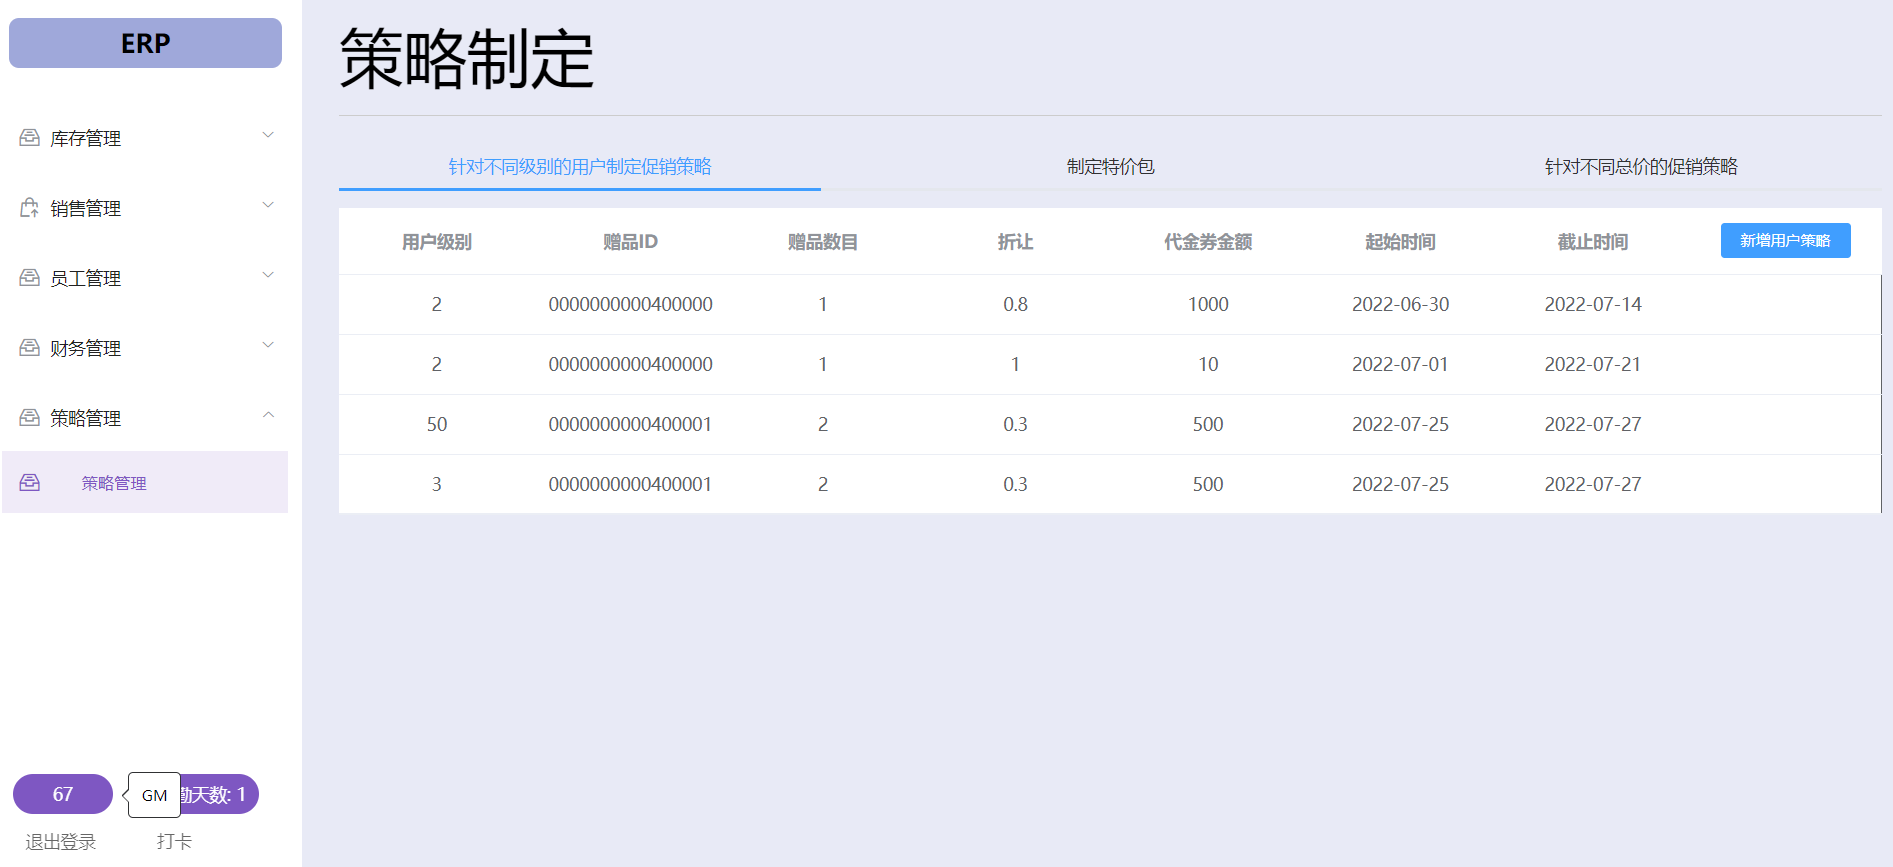 ERP
库存管理
销售管理
员工管理
财务管理
策略管理
策略管理
67
GM
勤天数: 1
退出登录
打卡
策略制定
针对不同级别的用户制定促销策略 制定特价包 针对不同总价的促销策略
用户级别 赠品ID 赠品数目 折让 代金券金额 起始时间 截止时间 新增用户策略
2 0000000000400000 1 0.8 1000 2022-06-30 2022-07-14
2 0000000000400000 1 1 10 2022-07-01 2022-07-21
50 0000000000400001 2 0.3 500 2022-07-25 2022-07-27
3 0000000000400001 2 0.3 500 2022-07-25 2022-07-27